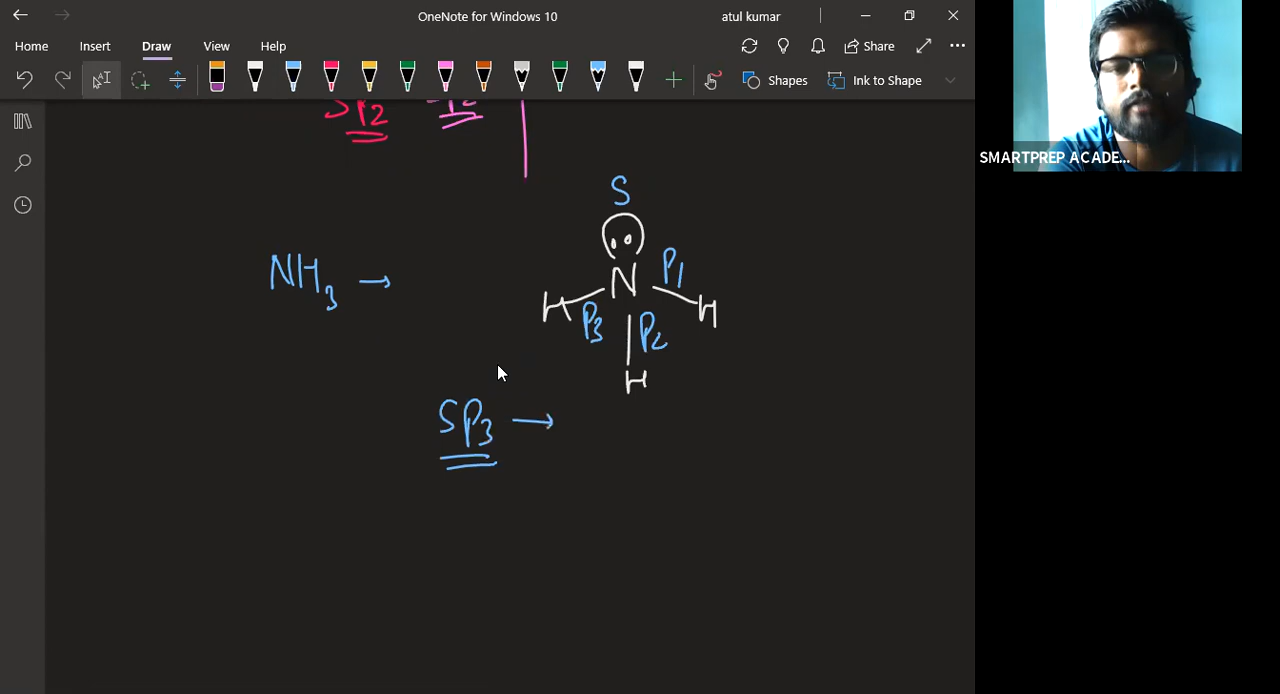 OneNote for Windows 10
atul kumar
Home Insert Draw View Help
Share
Shapes
Ink to Shape
SMARTPREP ACADE...
SP2
S
NH3 →
N
P1
H
P3
P2
H
H
SP3 →